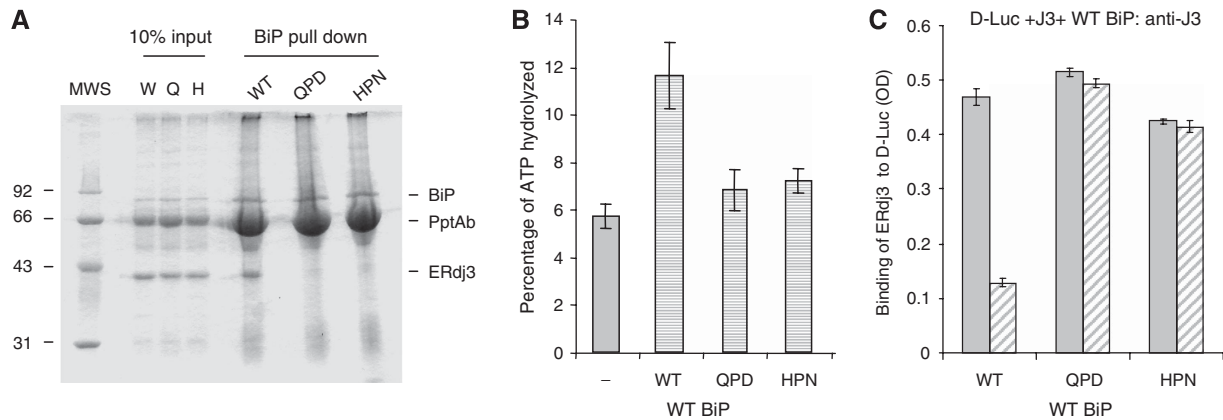 A
10% input
BiP pull down
MWS
W Q H
WT
QPD
HPN
92
66
43
31
BiP
PptAb
ERdj3
B
Percentage of ATP hydrolyzed
14
12
10
8
6
4
2
0
–
WT
QPD
HPN
WT BiP
C
D-Luc +J3+ WT BiP: anti-J3
Binding of ERdj3 to D-Luc (OD)
0.6
0.5
0.4
0.3
0.2
0.1
0
WT
QPD
HPN
WT BiP